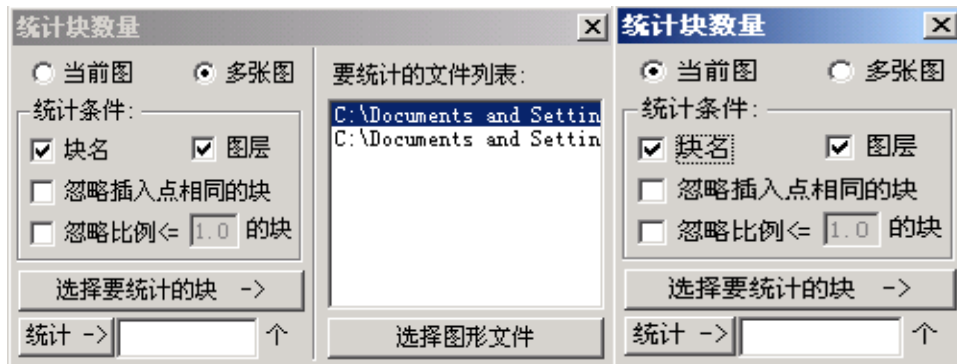 统计块数量
当前图 多张图
统计条件:
块名 图层
忽略插入点相同的块
忽略比例<= 1.0 的块
选择要统计的块 ->
统计 -> 个
要统计的文件列表:
C:\Documents and Settin
C:\Documents and Settin
选择图形文件
统计块数量
当前图 多张图
统计条件:
块名 图层
忽略插入点相同的块
忽略比例<= 1.0 的块
选择要统计的块 ->
统计 -> 个